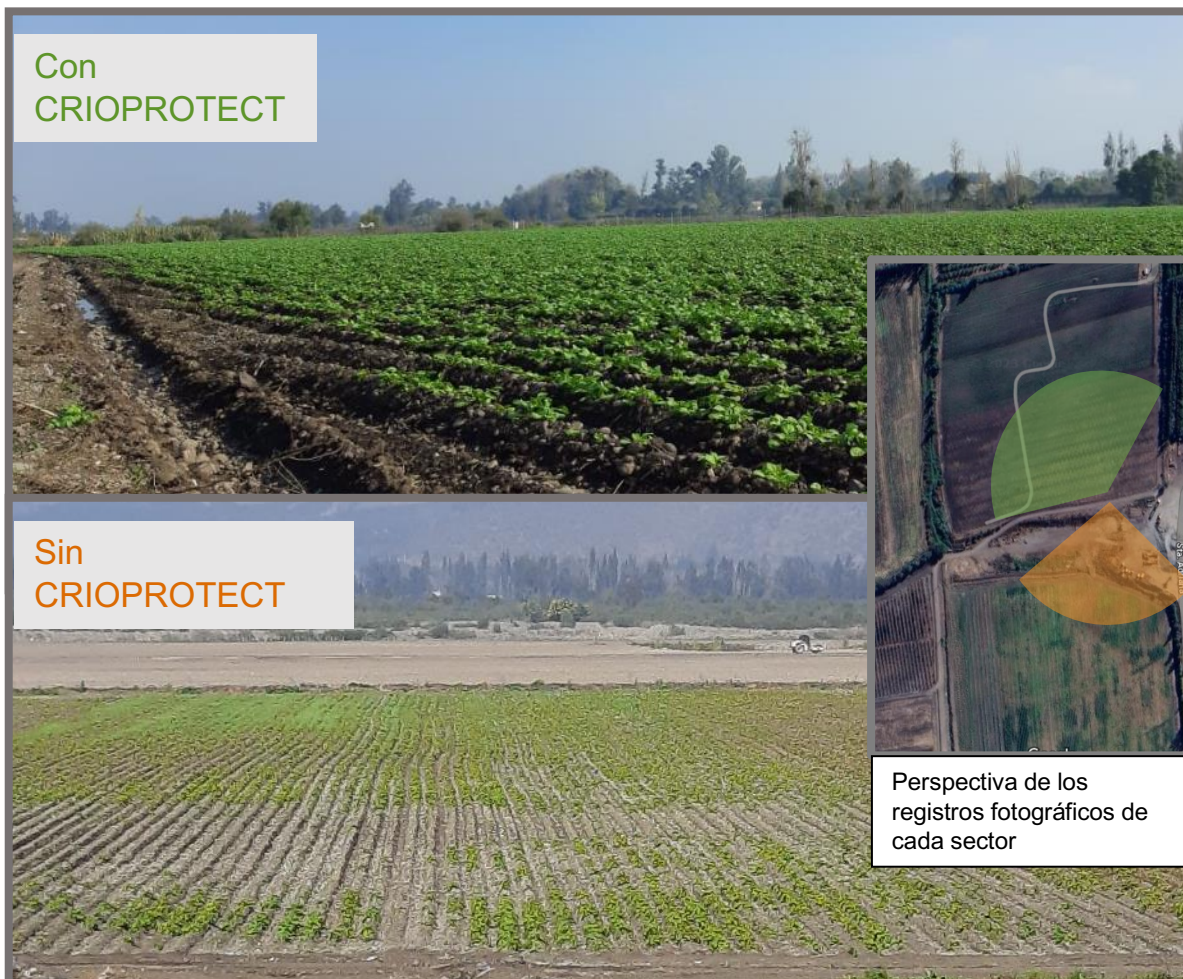 Con
CRIOPROTECT
Sin
CRIOPROTECT
Perspectiva de los
registros fotográficos de
cada sector